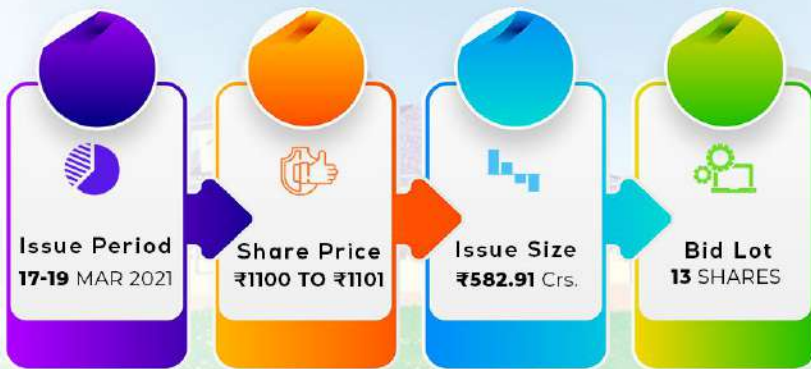 Issue Period
17-19 MAR 2021
Share Price
₹1100 TO ₹1101
Issue Size
₹582.91 Crs.
Bid Lot
13 SHARES